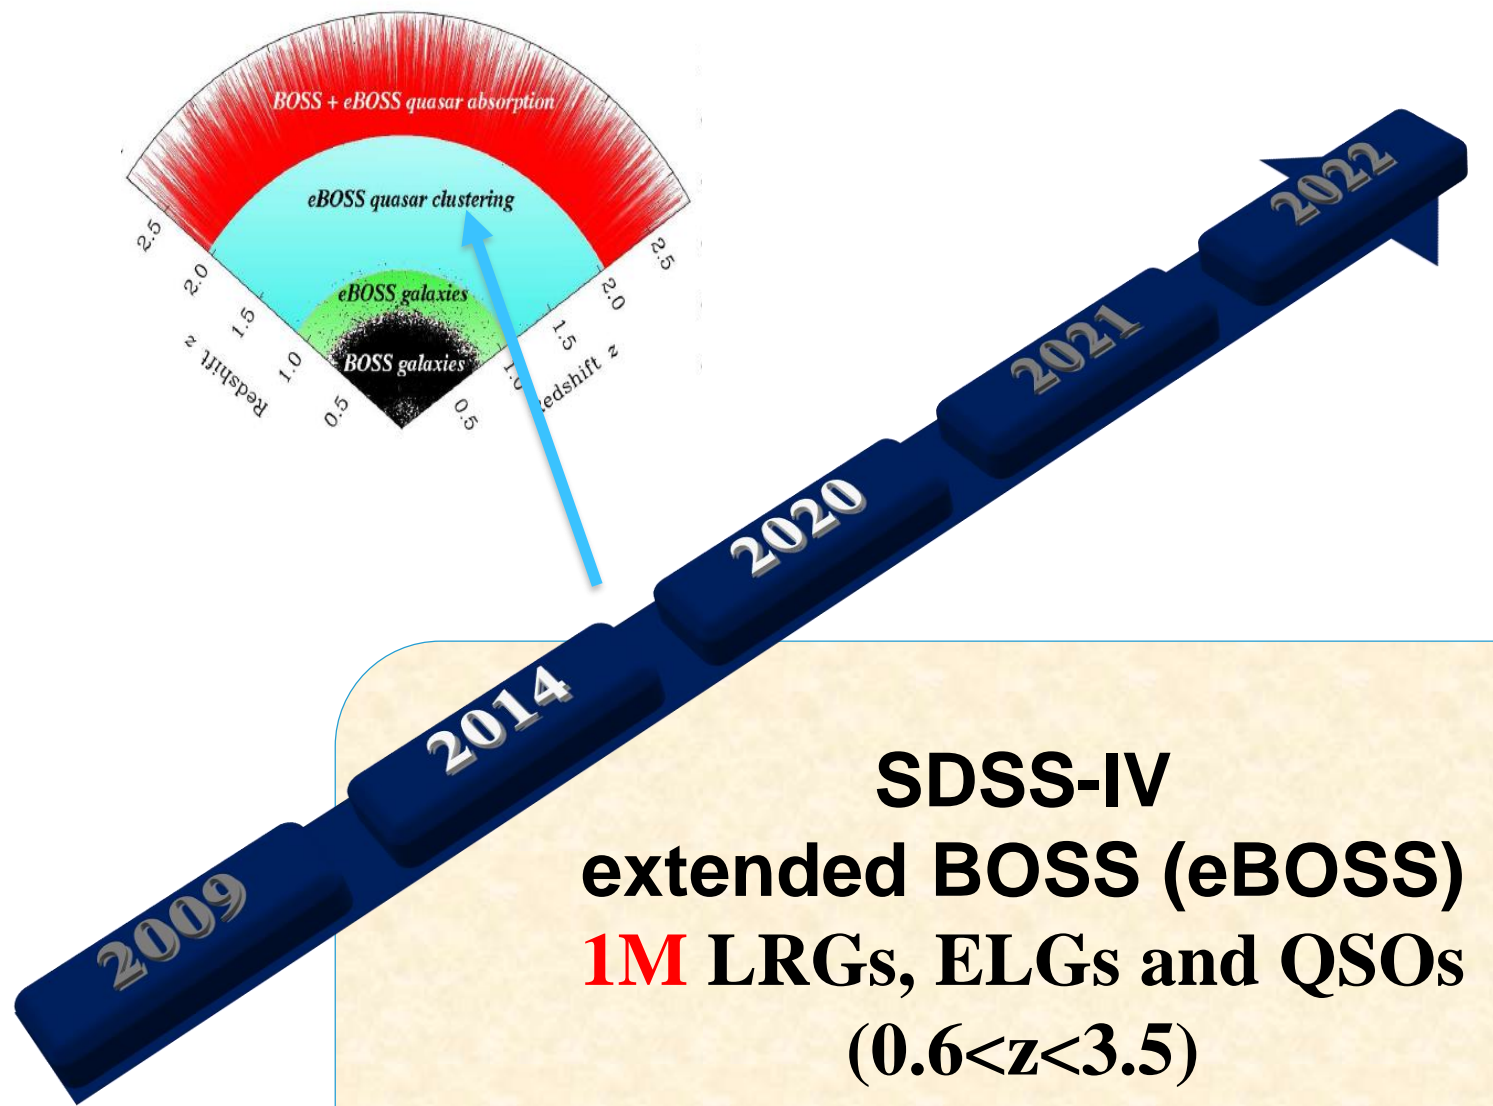 BOSS + eBOSS quasar absorption
eBOSS quasar clustering
eBOSS galaxies
BOSS galaxies
2.5
2.0
1.5
1.0
0.5
Redshift z
0.5
1.0
1.5
2.0
2.5
edshift z
2022
2021
2020
2014
2009
SDSS-IV
extended BOSS (eBOSS)
1M LRGs, ELGs and QSOs
(0.6<z<3.5)